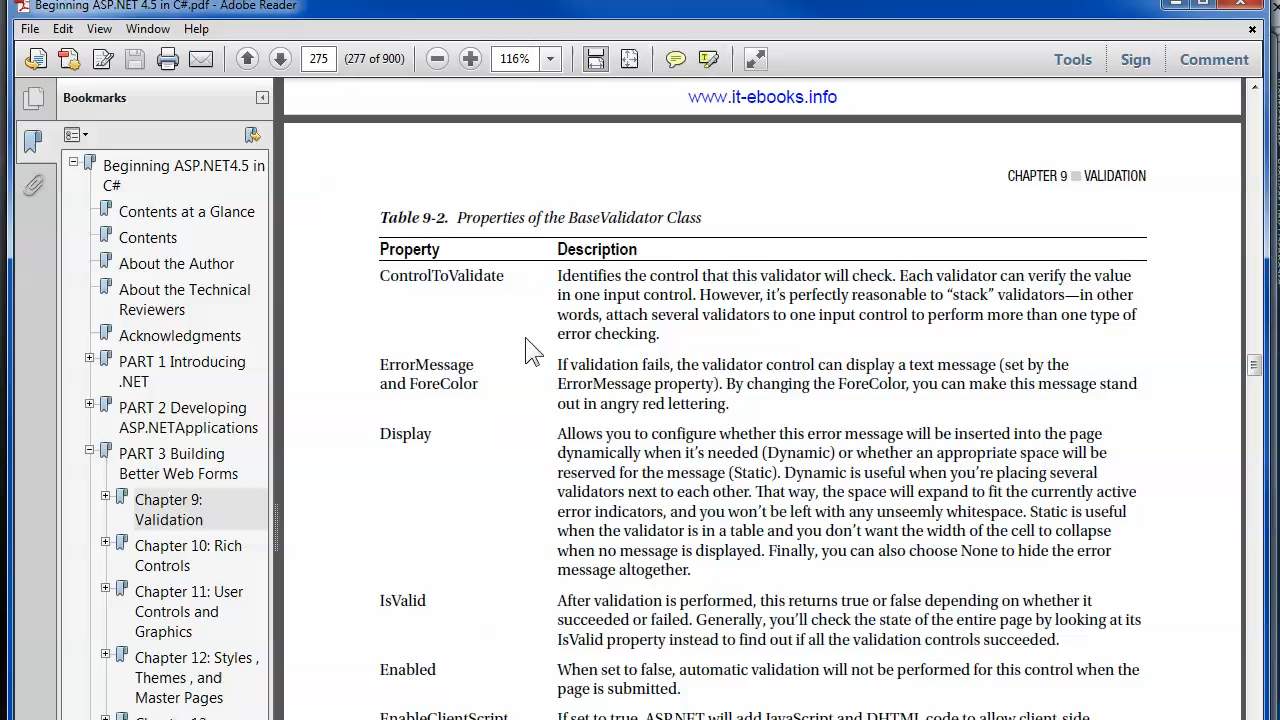 Beginning ASP.NET 4.5 in C#.pdf - Adobe Reader
File Edit View Window Help
275 (277 of 900) 116% Tools Sign Comment
Bookmarks
Beginning ASP.NET4.5 in
C#
Contents at a Glance
Contents
About the Author
About the Technical
Reviewers
Acknowledgments
PART 1 Introducing
.NET
PART 2 Developing
ASP.NETApplications
PART 3 Building
Better Web Forms
Chapter 9:
Validation
Chapter 10: Rich
Controls
Chapter 11: User
Controls and
Graphics
Chapter 12: Styles ,
Themes , and
Master Pages
www.it-ebooks.info
CHAPTER 9 VALIDATION
Table 9-2. Properties of the BaseValidator Class
Property Description
ControlToValidate Identifies the control that this validator will check. Each validator can verify the value
in one input control. However, it's perfectly reasonable to “stack” validators—in other
words, attach several validators to one input control to perform more than one type of
error checking.
ErrorMessage If validation fails, the validator control can display a text message (set by the
and ForeColor ErrorMessage property). By changing the ForeColor, you can make this message stand
out in angry red lettering.
Display Allows you to configure whether this error message will be inserted into the page
dynamically when it's needed (Dynamic) or whether an appropriate space will be
reserved for the message (Static). Dynamic is useful when you're placing several
validators next to each other. That way, the space will expand to fit the currently active
error indicators, and you won't be left with any unseemly whitespace. Static is useful
when the validator is in a table and you don't want the width of the cell to collapse
when no message is displayed. Finally, you can also choose None to hide the error
message altogether.
IsValid After validation is performed, this returns true or false depending on whether it
succeeded or failed. Generally, you'll check the state of the entire page by looking at its
IsValid property instead to find out if all the validation controls succeeded.
Enabled When set to false, automatic validation will not be performed for this control when the
page is submitted.
EnableClientScript If set to true, ASP.NET will add JavaScript and DHTML code to allow client-side